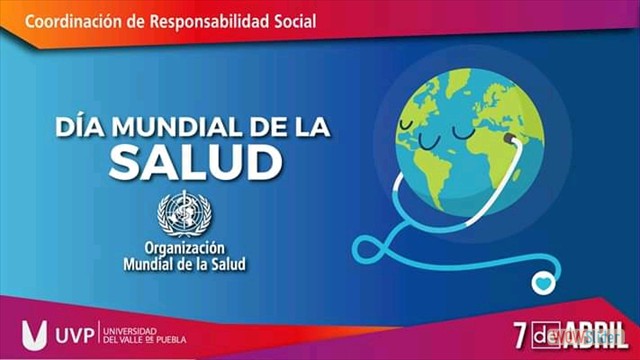 Coordinación de Responsabilidad Social
DÍA MUNDIAL DE LA
SALUD
Organización
Mundial de la Salud
UVP
UNIVERSIDAD
DEL VALLE DE PUEBLA
7 de ABRIL